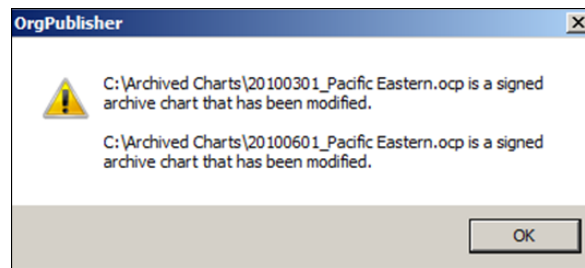 OrgPublisher
C:\Archived Charts\20100301_Pacific Eastern.ocp is a signed
archive chart that has been modified.
C:\Archived Charts\20100601_Pacific Eastern.ocp is a signed
archive chart that has been modified.
OK